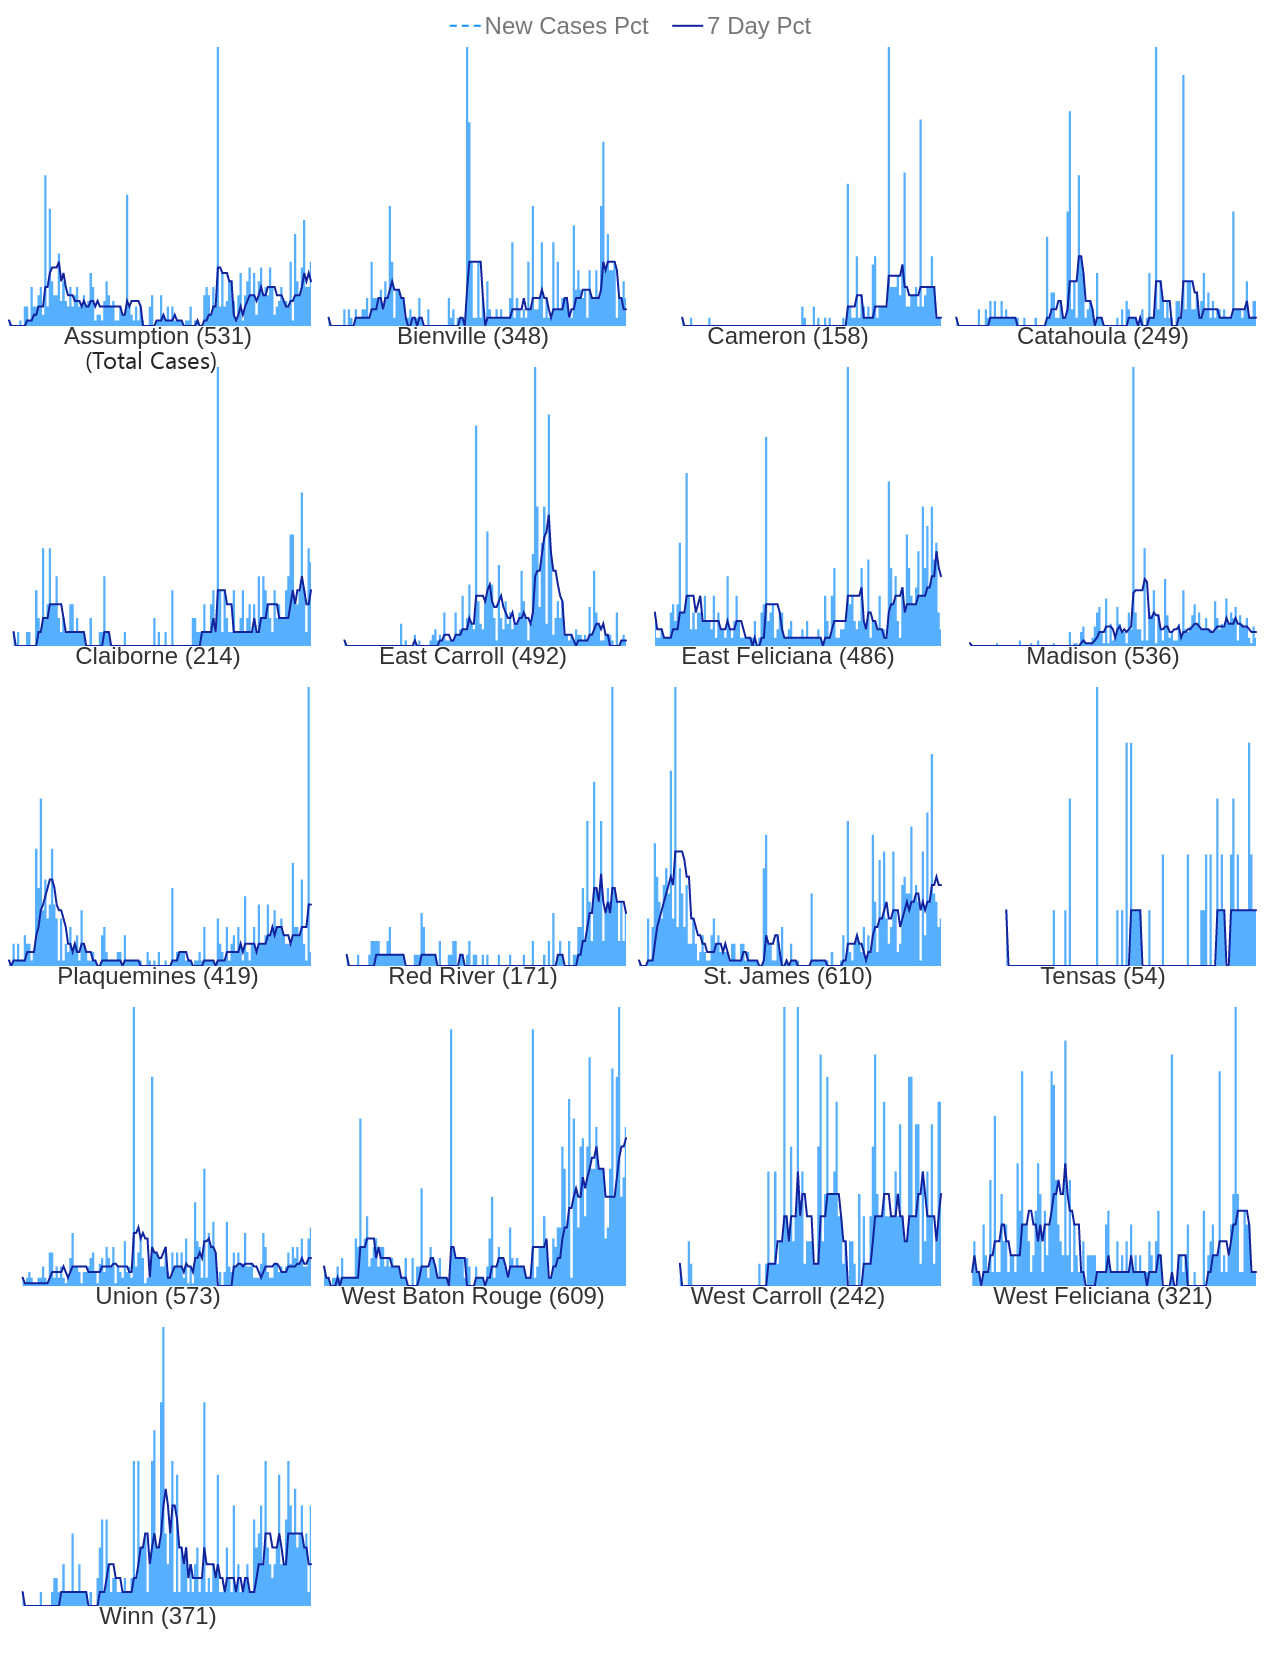 New Cases Pct 7 Day Pct
Assumption (531) Bienville (348) Cameron (158) Catahoula (249)
(Total Cases)
Claiborne (214) East Carroll (492) East Feliciana (486) Madison (536)
Plaquemines (419) Red River (171) St. James (610) Tensas (54)
Union (573) West Baton Rouge (609) West Carroll (242) West Feliciana (321)
Winn (371)